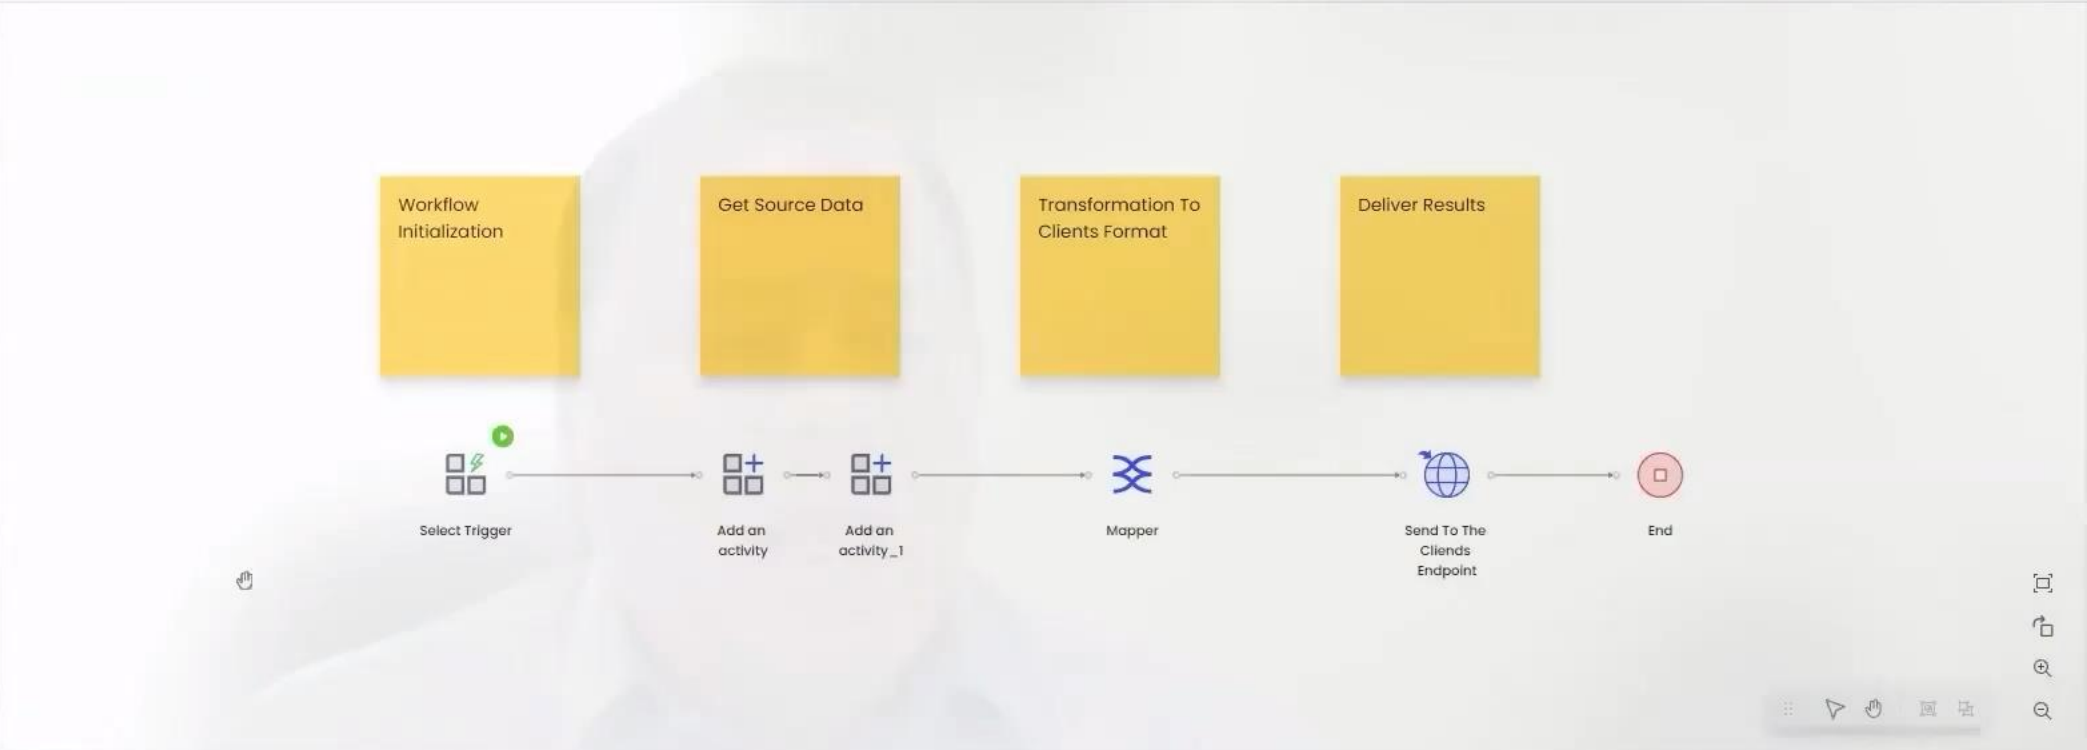 Workflow
Initialization
Get Source Data
Transformation To
Clients Format
Deliver Results
Select Trigger
Add an
activity
Add an
activity_1
Mapper
Send To The
Cliends
Endpoint
End